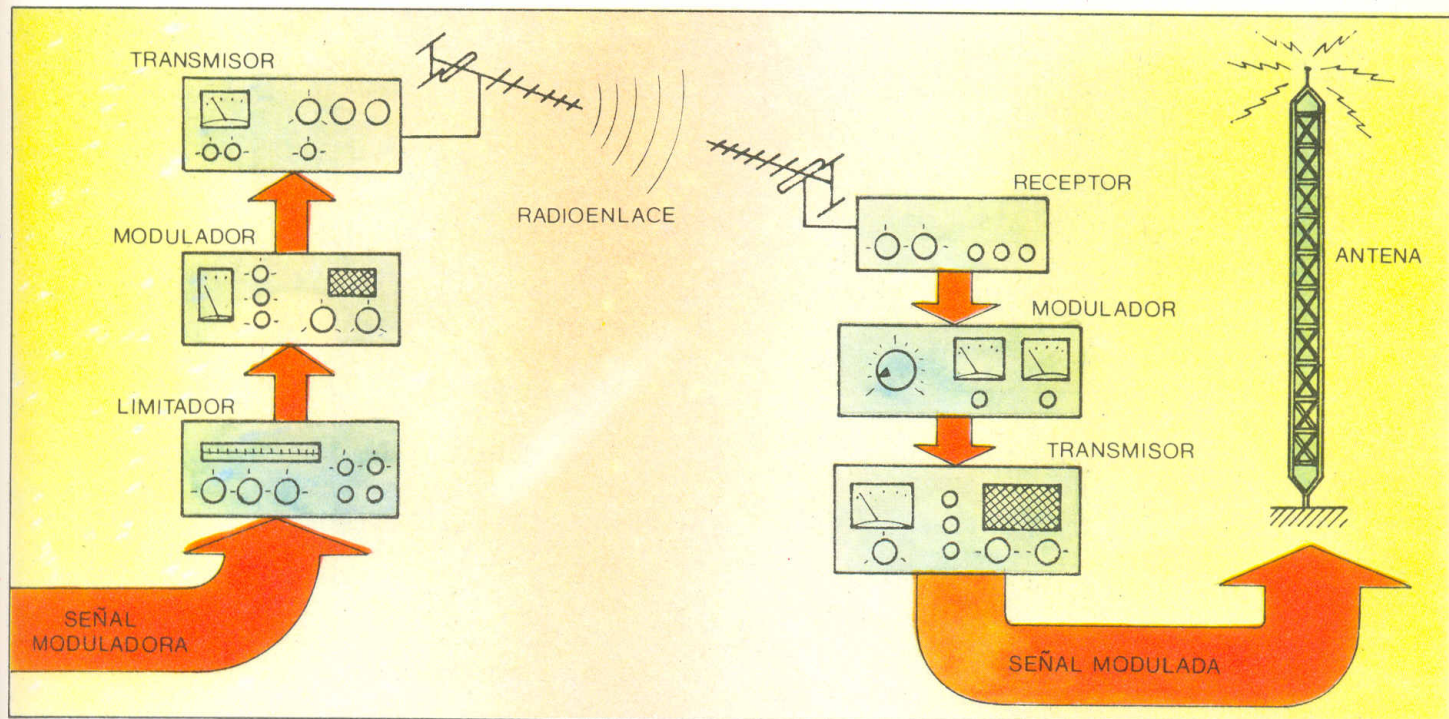 TRANSMISOR
MODULADOR
LIMITADOR
SEÑAL
MODULADORA
RADIOENLACE
RECEPTOR
MODULADOR
TRANSMISOR
SEÑAL MODULADA
ANTENA